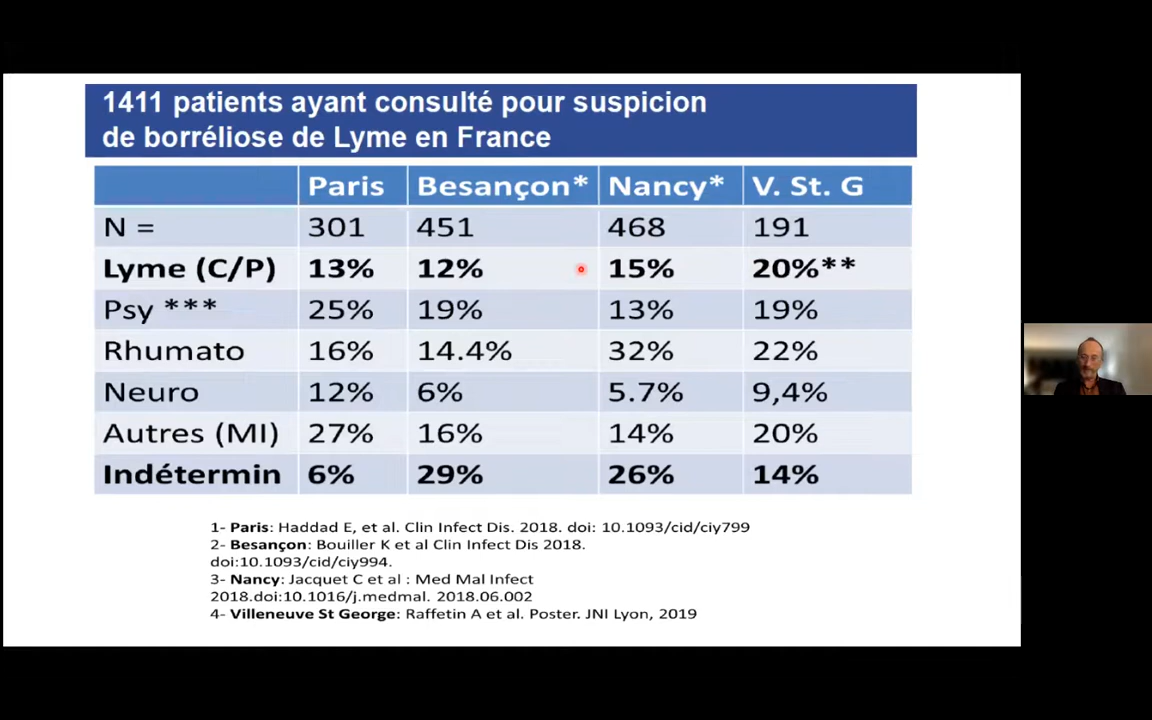 1411 patients ayant consulté pour suspicion
de borréliose de Lyme en France
Paris Besançon* Nancy* V. St. G
N = 301 451 468 191
Lyme (C/P) 13% 12% 15% 20%**
Psy *** 25% 19% 13% 19%
Rhumato 16% 14.4% 32% 22%
Neuro 12% 6% 5.7% 9,4%
Autres (MI) 27% 16% 14% 20%
Indétermin 6% 29% 26% 14%
1- Paris: Haddad E, et al. Clin Infect Dis. 2018. doi: 10.1093/cid/ciy799
2- Besançon: Bouiller K et al Clin Infect Dis 2018.
doi:10.1093/cid/ciy994.
3- Nancy: Jacquet C et al : Med Mal Infect
2018.doi:10.1016/j.medmal. 2018.06.002
4- Villeneuve St George: Raffetin A et al. Poster. JNI Lyon, 2019